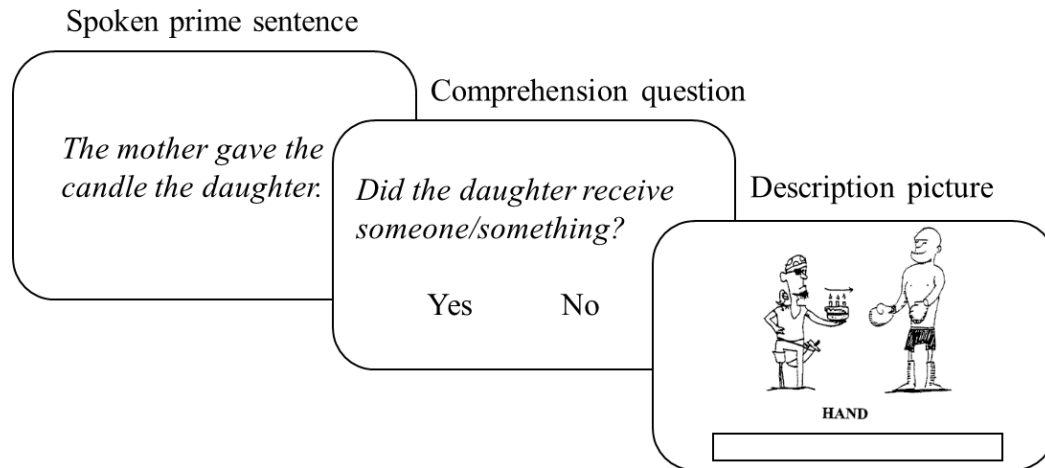 Spoken prime sentence
The mother gave the
candle the daughter.
Comprehension question
Did the daughter receive
someone/something?
Yes No
Description picture
HAND